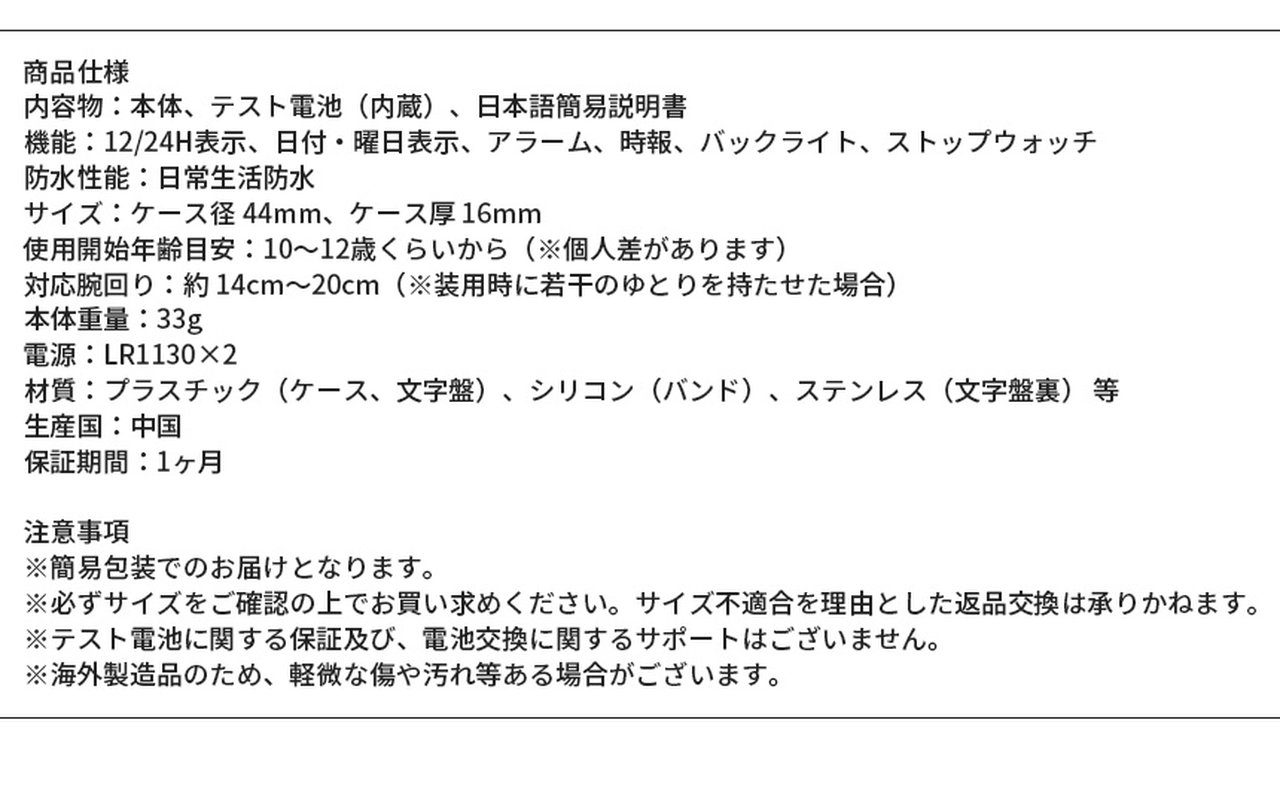 商品仕様
内容物：本体、テスト電池（内蔵）、日本語簡易説明書
機能：12/24H表示、日付・曜日表示、アラーム、時報、バックライト、ストップウォッチ
防水性能：日常生活防水
サイズ：ケース径 44mm、ケース厚 16mm
使用開始年齢目安：10～12歳くらいから（※個人差があります）
対応腕回り：約 14cm～20cm（※装用時に若干のゆとりを持たせた場合）
本体重量：33g
電源：LR1130×2
材質：プラスチック（ケース、文字盤）、シリコン（バンド）、ステンレス（文字盤裏） 等
生産国：中国
保証期間：1ヶ月
注意事項
※簡易包装でのお届けとなります。
※必ずサイズをご確認の上でお買い求めください。サイズ不適合を理由とした返品交換は承りかねます。
※テスト電池に関する保証及び、電池交換に関するサポートはございません。
※海外製造品のため、軽微な傷や汚れ等ある場合がございます。